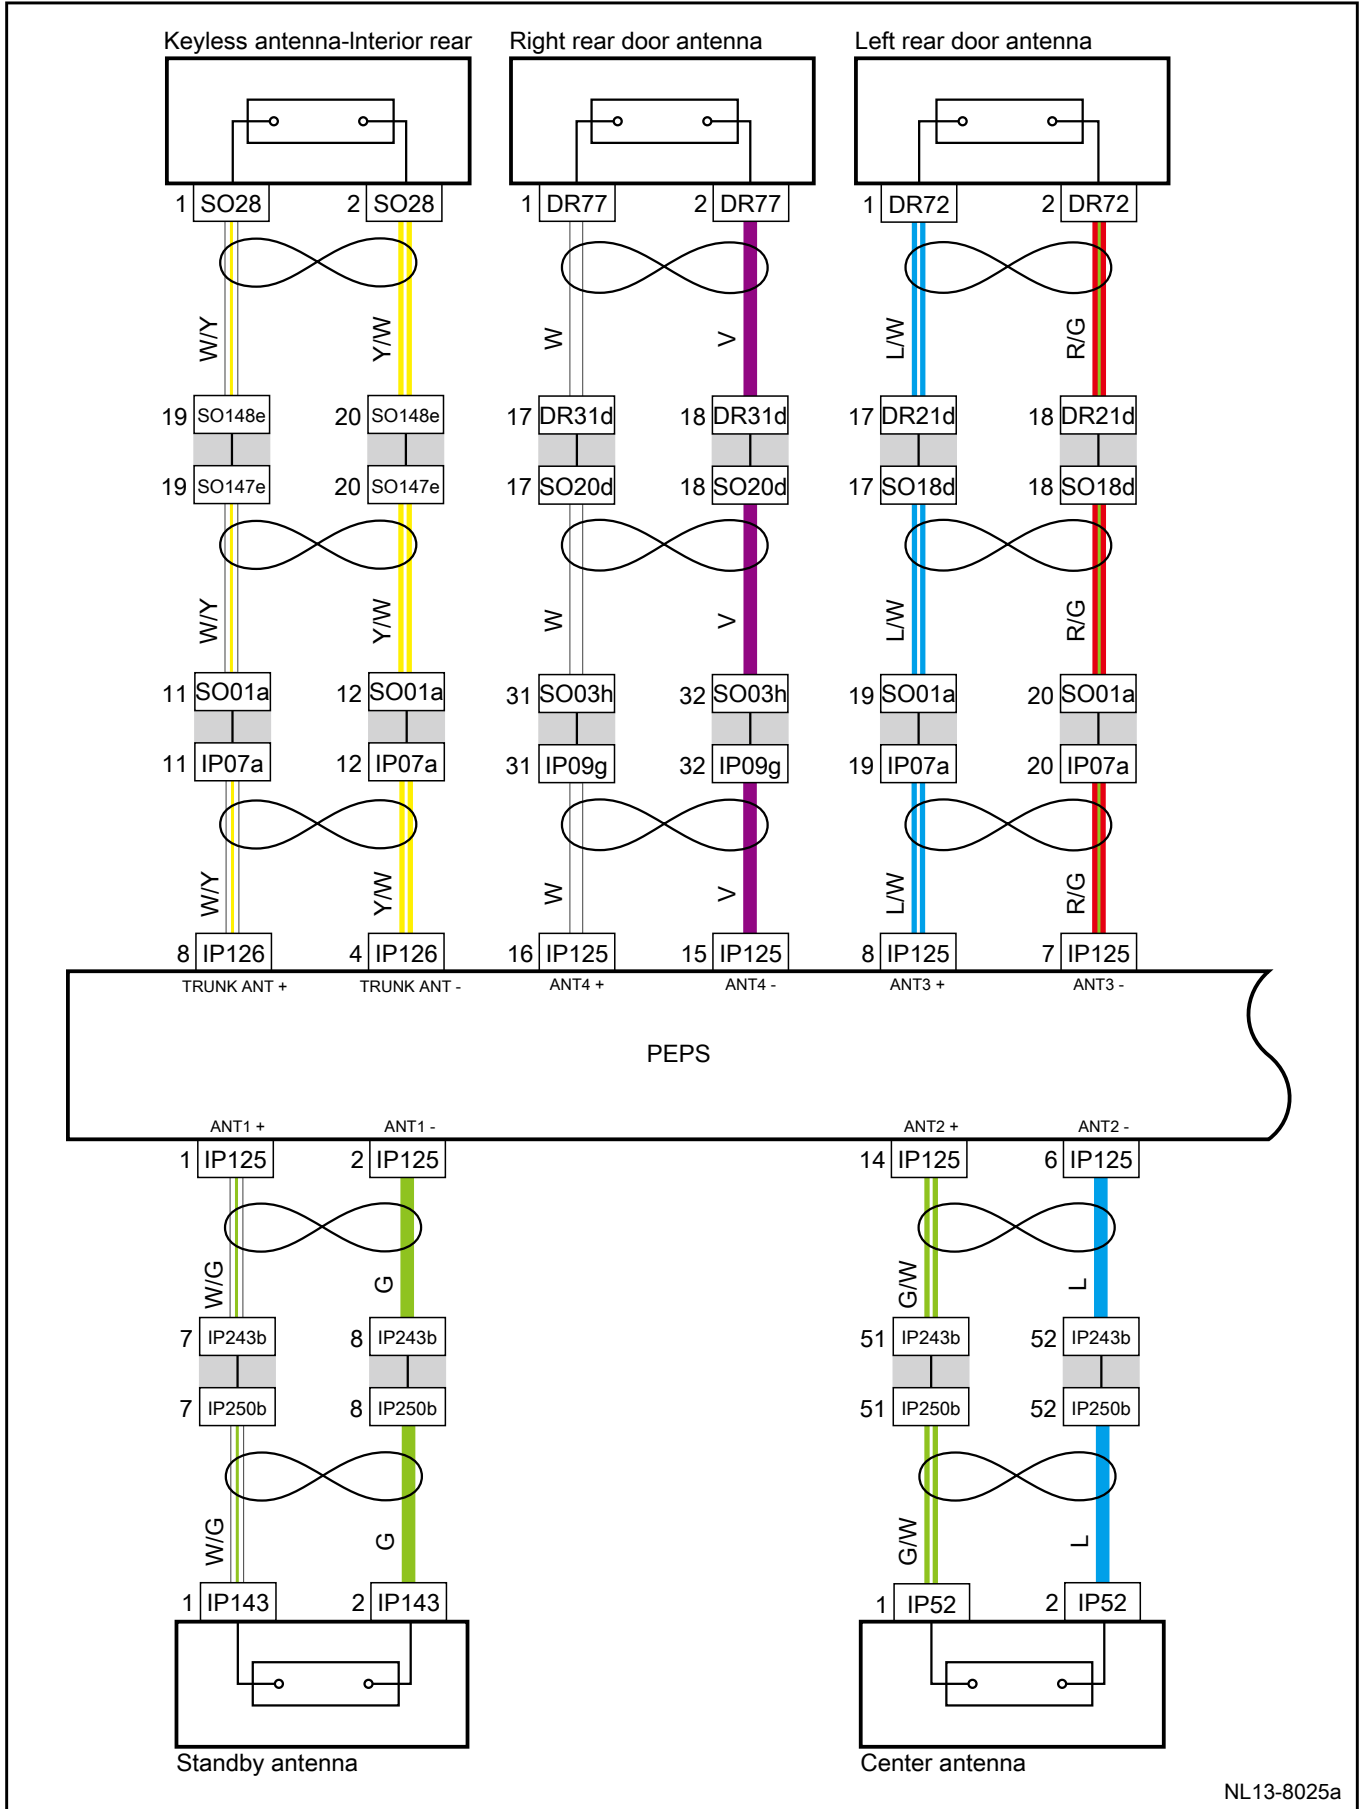 Keyless antenna-Interior rear Right rear door antenna Left rear door antenna
1 SO28 2 SO28 1 DR77 2 DR77 1 DR72 2 DR72
W/Y Y/W W V L/W R/G
19 SO148e 20 SO148e 17 DR31d 18 DR31d 17 DR21d 18 DR21d
19 SO147e 20 SO147e 17 SO20d 18 SO20d 17 SO18d 18 SO18d
W/Y Y/W W V L/W R/G
11 SO01a 12 SO01a 31 SO03h 32 SO03h 19 SO01a 20 SO01a
11 IP07a 12 IP07a 31 IP09g 32 IP09g 19 IP07a 20 IP07a
W/Y Y/W W V L/W R/G
8 IP126 4 IP126 16 IP125 15 IP125 8 IP125 7 IP125
TRUNK ANT + TRUNK ANT - ANT4 + ANT4 - ANT3 + ANT3 -
PEPS
ANT1 + ANT1 - ANT2 + ANT2 -
1 IP125 2 IP125 14 IP125 6 IP125
W/G G G/W L
7 IP243b 8 IP243b 51 IP243b 52 IP243b
7 IP250b 8 IP250b 51 IP250b 52 IP250b
W/G G G/W L
1 IP143 2 IP143 1 IP52 2 IP52
Standby antenna Center antenna
NL13-8025a